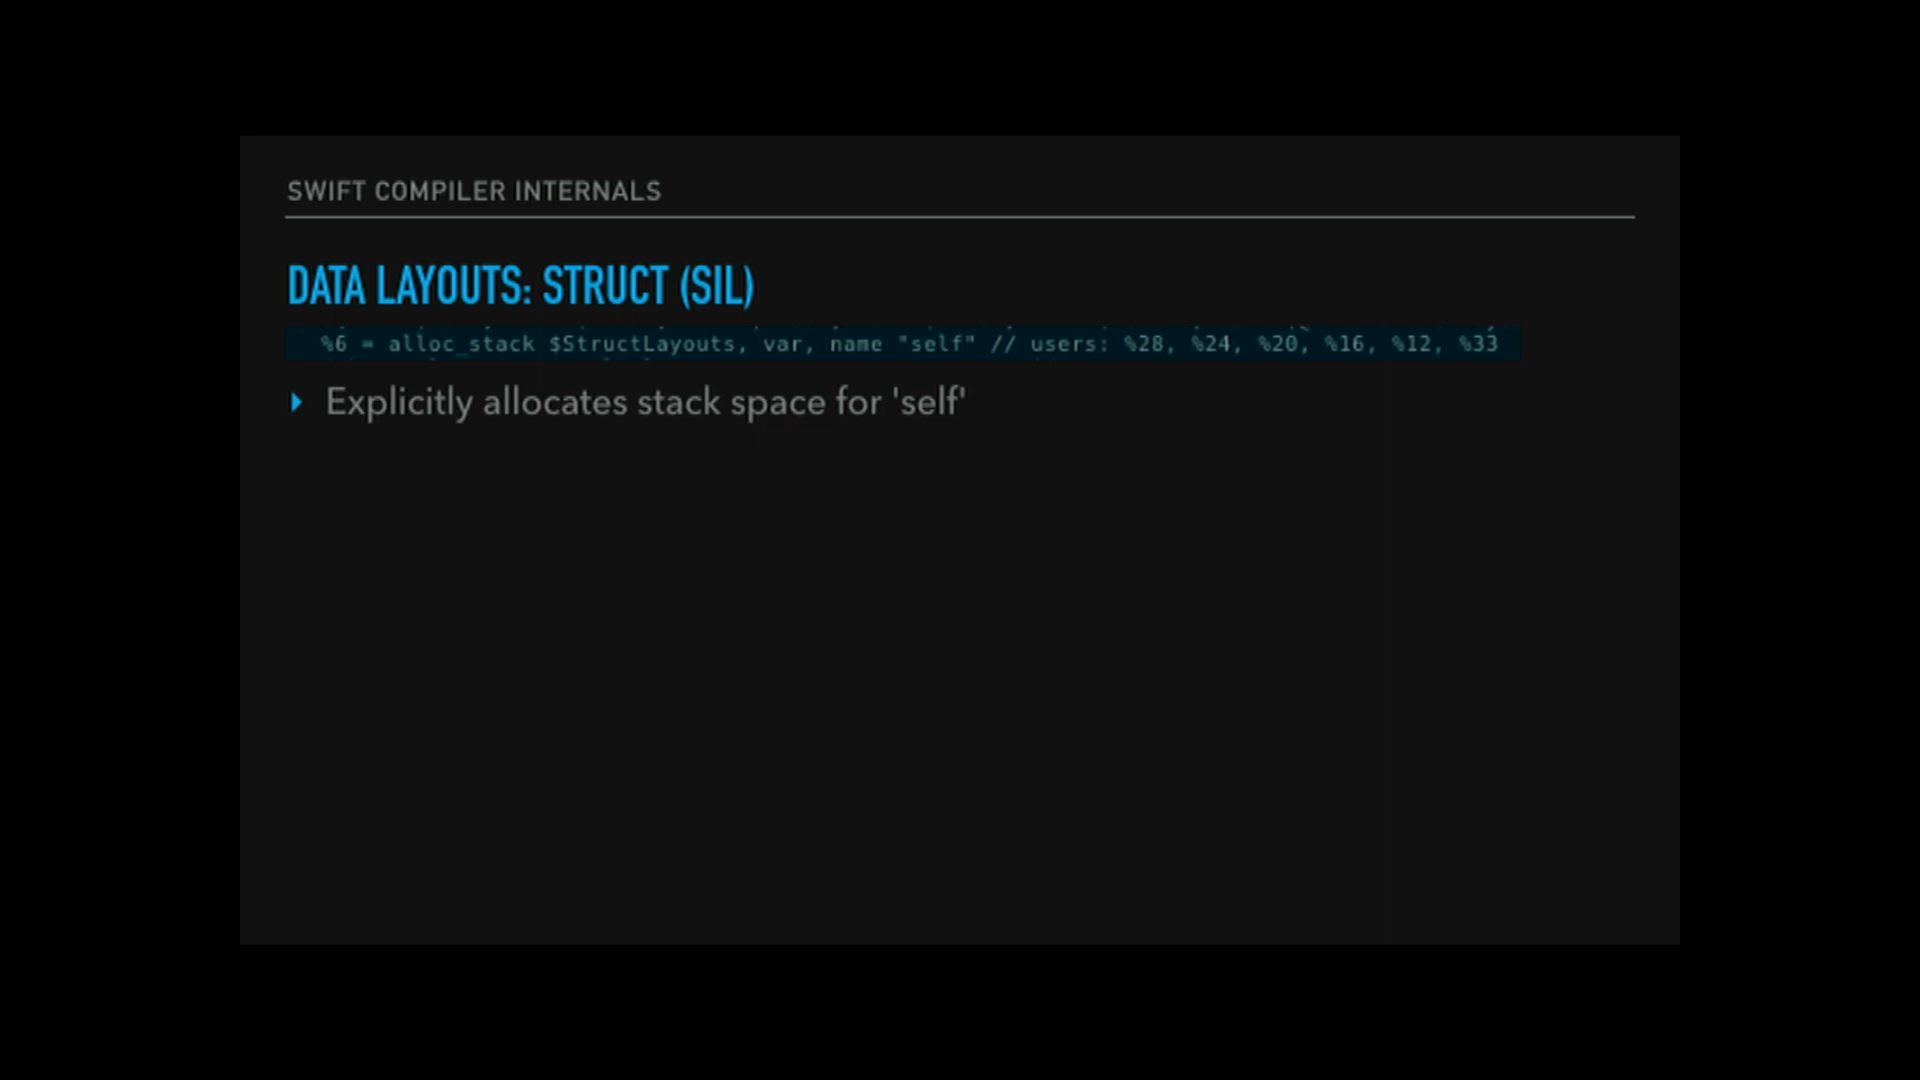 SWIFT COMPILER INTERNALS
DATA LAYOUTS: STRUCT (SIL)
%6 = alloc_stack $StructLayouts, var, name "self" // users: %28, %24, %20, %16, %12, %33
Explicitly allocates stack space for 'self'